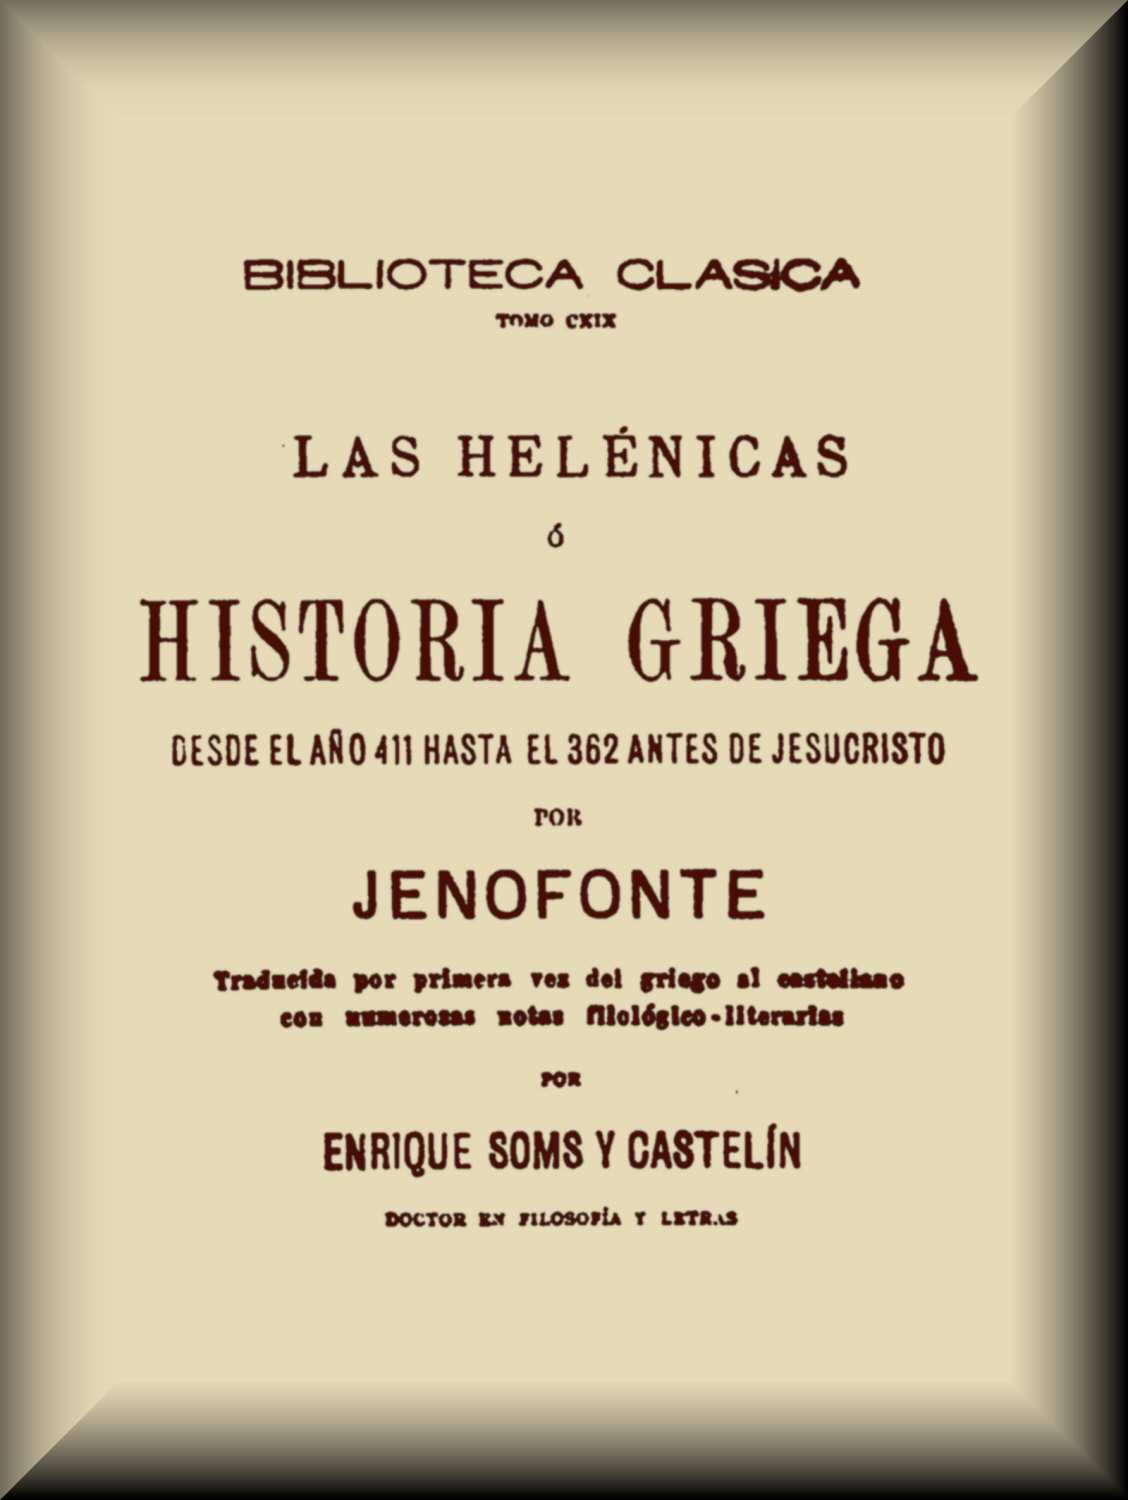 BIBLIOTECA CLASICA
TOMO CXIX
LAS HELÉNICAS
Ó
HISTORIA GRIEGA
DESDE EL AÑO 411 HASTA EL 362 ANTES DE JESUCRISTO
POR
JENOFONTE
Traducida por primera vez del griego al castellano
con numerosas notas filológico-literarias
POR
ENRIQUE SOMS Y CASTELÍN
DOCTOR EN FILOSOFÍA Y LETRAS